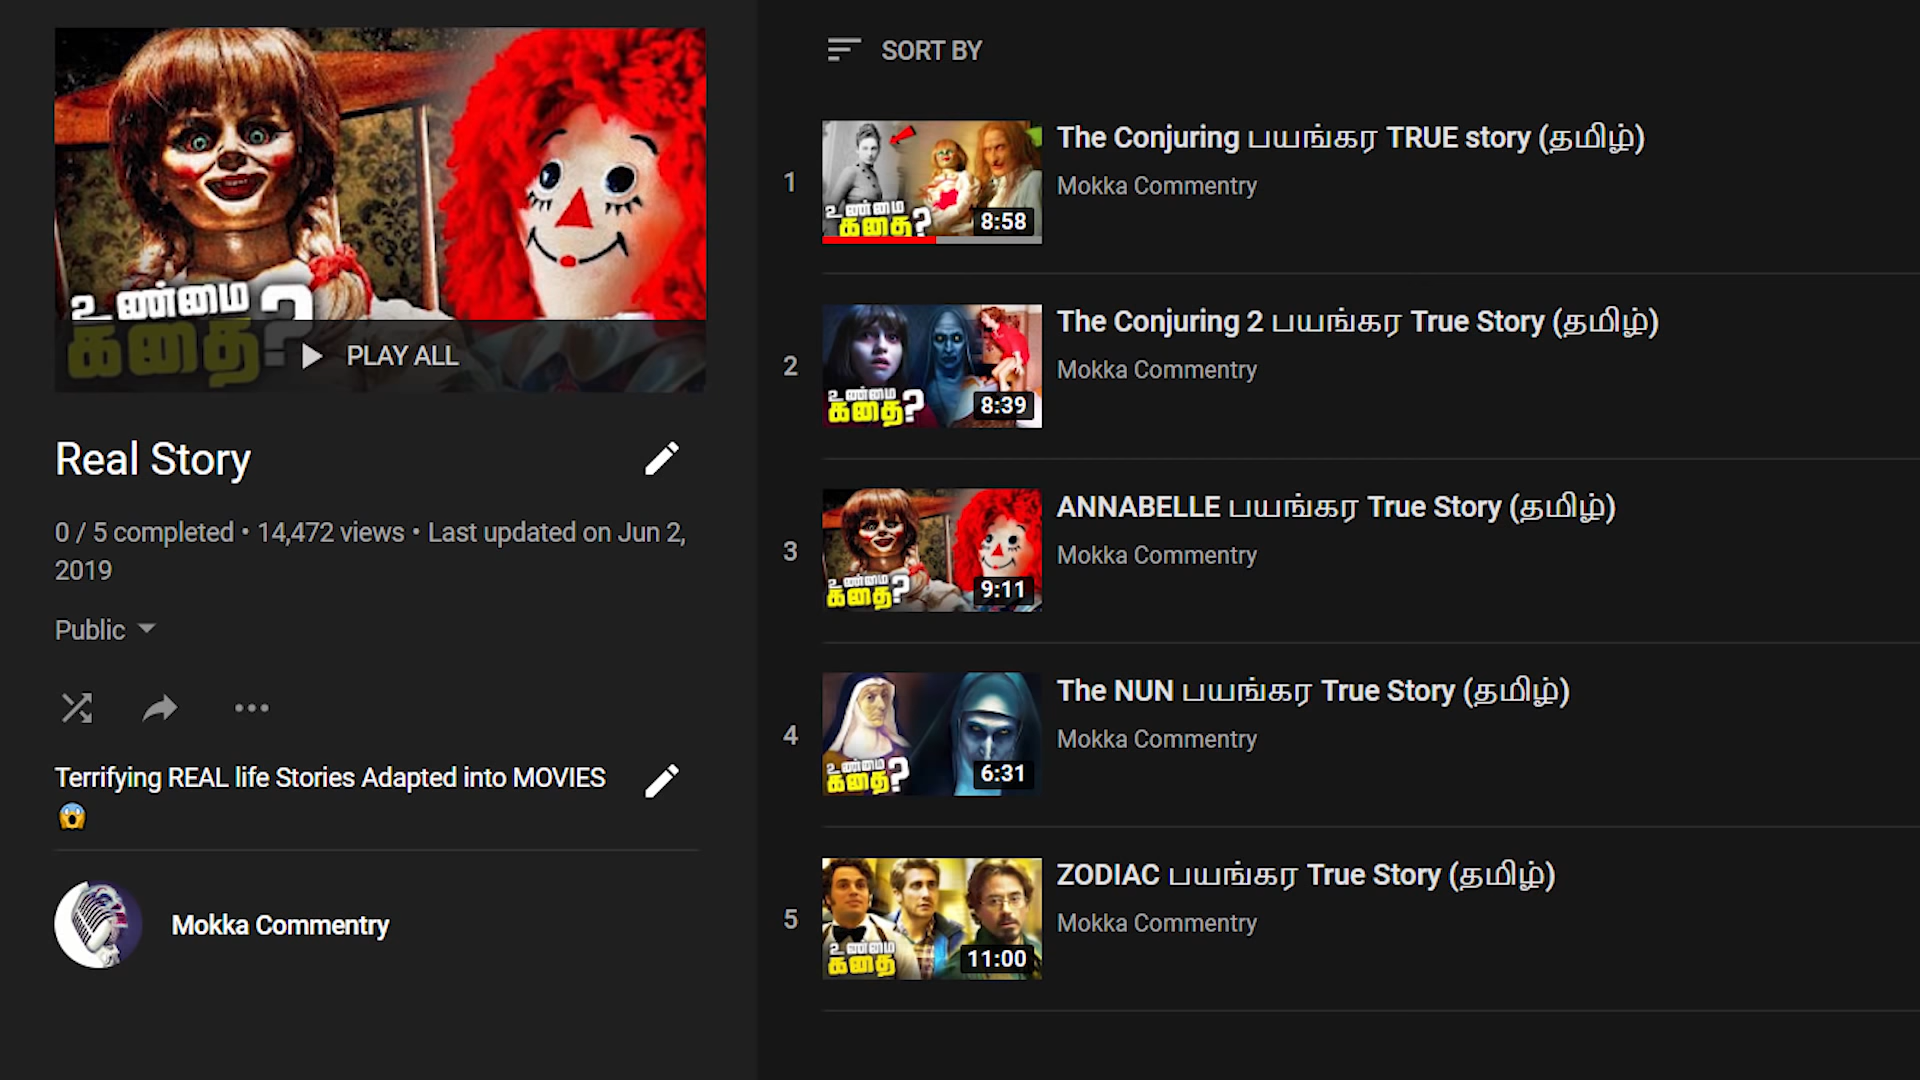 உண்மை
கதை?
PLAY ALL
Real Story
0 / 5 completed • 14,472 views • Last updated on Jun 2,
2019
Public
Terrifying REAL life Stories Adapted into MOVIES
😱
Mokka Commentry
SORT BY
1
உண்மை
கதை?
8:58
The Conjuring பயங்கர TRUE story (தமிழ்)
Mokka Commentry
2
உண்மை
கதை?
8:39
The Conjuring 2 பயங்கர True Story (தமிழ்)
Mokka Commentry
3
உண்மை
கதை?
9:11
ANNABELLE பயங்கர True Story (தமிழ்)
Mokka Commentry
4
உண்மை
கதை?
6:31
The NUN பயங்கர True Story (தமிழ்)
Mokka Commentry
5
உண்மை
கதை
11:00
ZODIAC பயங்கர True Story (தமிழ்)
Mokka Commentry